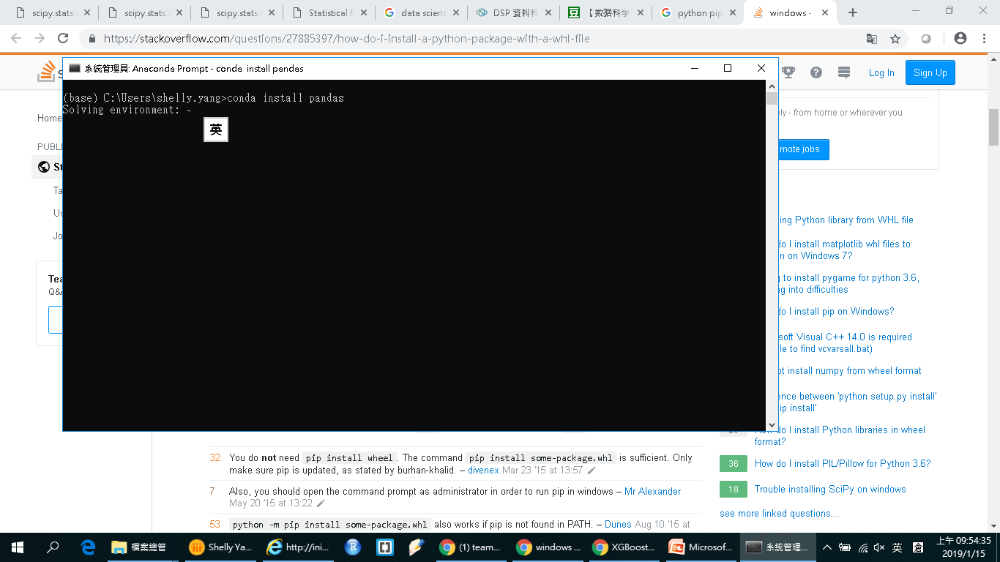 scipy.stats.
scipy.stats.
scipy.stats.
Statistical f
data scien
DSP 資料科
【数据科学
python pip
windows -
https://stackoverflow.com/questions/27885397/how-do-i-install-a-python-package-with-a-whl-file
系統管理員: Anaconda Prompt - conda install pandas
Log In
Sign Up
(base) C:\Users\shelly.yang>conda install pandas
Solving environment: -
英
Home
PUBLI
St
Ta
Us
Jo
Tea
Q&A
ely - from home or wherever you
mote jobs
ing Python library from WHL file
do I install matplotlib whl files to
n on Windows 7?
g to install pygame for python 3.6,
ng into difficulties
do I install pip on Windows?
soft Visual C++ 14.0 is required
le to find vcvarsall.bat)
ot install numpy from wheel format
ence between 'python setup.py install'
ip install'
How do I install Python libraries in wheel
format?
36 How do I install PIL/Pillow for Python 3.6?
18 Trouble installing SciPy on windows
see more linked questions…
32 You do not need pip install wheel. The command pip install some-package.whl is sufficient. Only
make sure pip is updated, as stated by burhan-khalid. – divenex Mar 23 '15 at 13:57
7 Also, you should open the command prompt as administrator in order to run pip in windows – Mr Alexander
May 20 '15 at 13:22
53 python -m pip install some-package.whl also works if pip is not found in PATH. – Dunes Aug 10 '15 at
檔案總管
Shelly Ya...
http://ini...
(1) team...
windows ...
XGBoost...
Microsof...
系統管理...
英
上午 09:54:35
2019/1/15